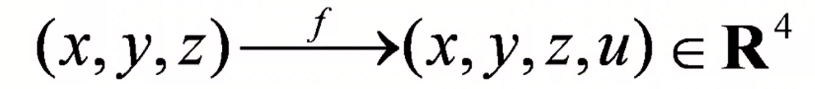 (x, y, z) —f→ (x, y, z, u) ∈ R⁴